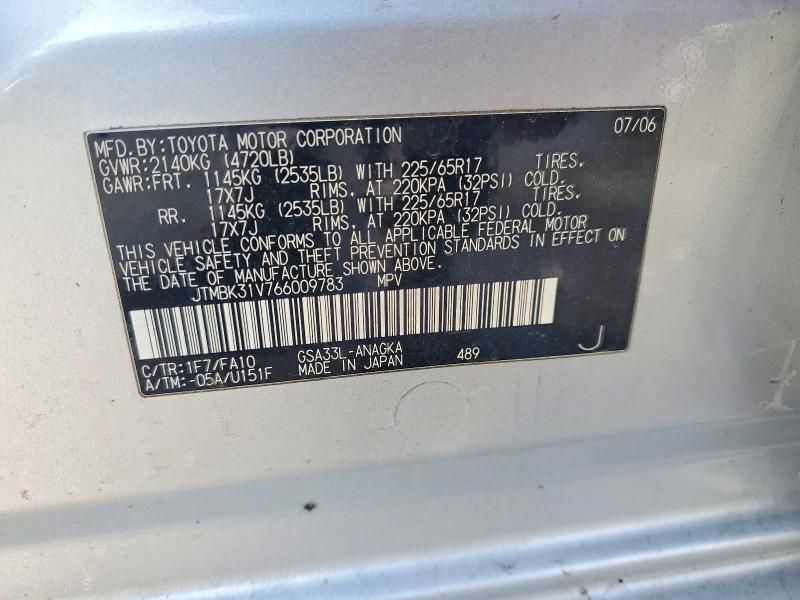 07/06
MFD.BY:TOYOTA MOTOR CORPORATION
GVWR:2140KG (4720LB)
GAWR:FRT. 1145KG (2535LB) WITH 225/65R17 TIRES,
17X7J RIMS, AT 220KPA (32PSI) COLD.
RR. 1145KG (2535LB) WITH 225/65R17 TIRES,
17X7J RIMS, AT 220KPA (32PSI) COLD.
THIS VEHICLE CONFORMS TO ALL APPLICABLE FEDERAL MOTOR
VEHICLE SAFETY AND THEFT PREVENTION STANDARDS IN EFFECT ON
THE DATE OF MANUFACTURE SHOWN ABOVE.
JTMBK31V766009783 MPV
C/TR:1F7/FA10 GSA33L-ANAGKA 489 J
A/TM:-05A/U151F MADE IN JAPAN